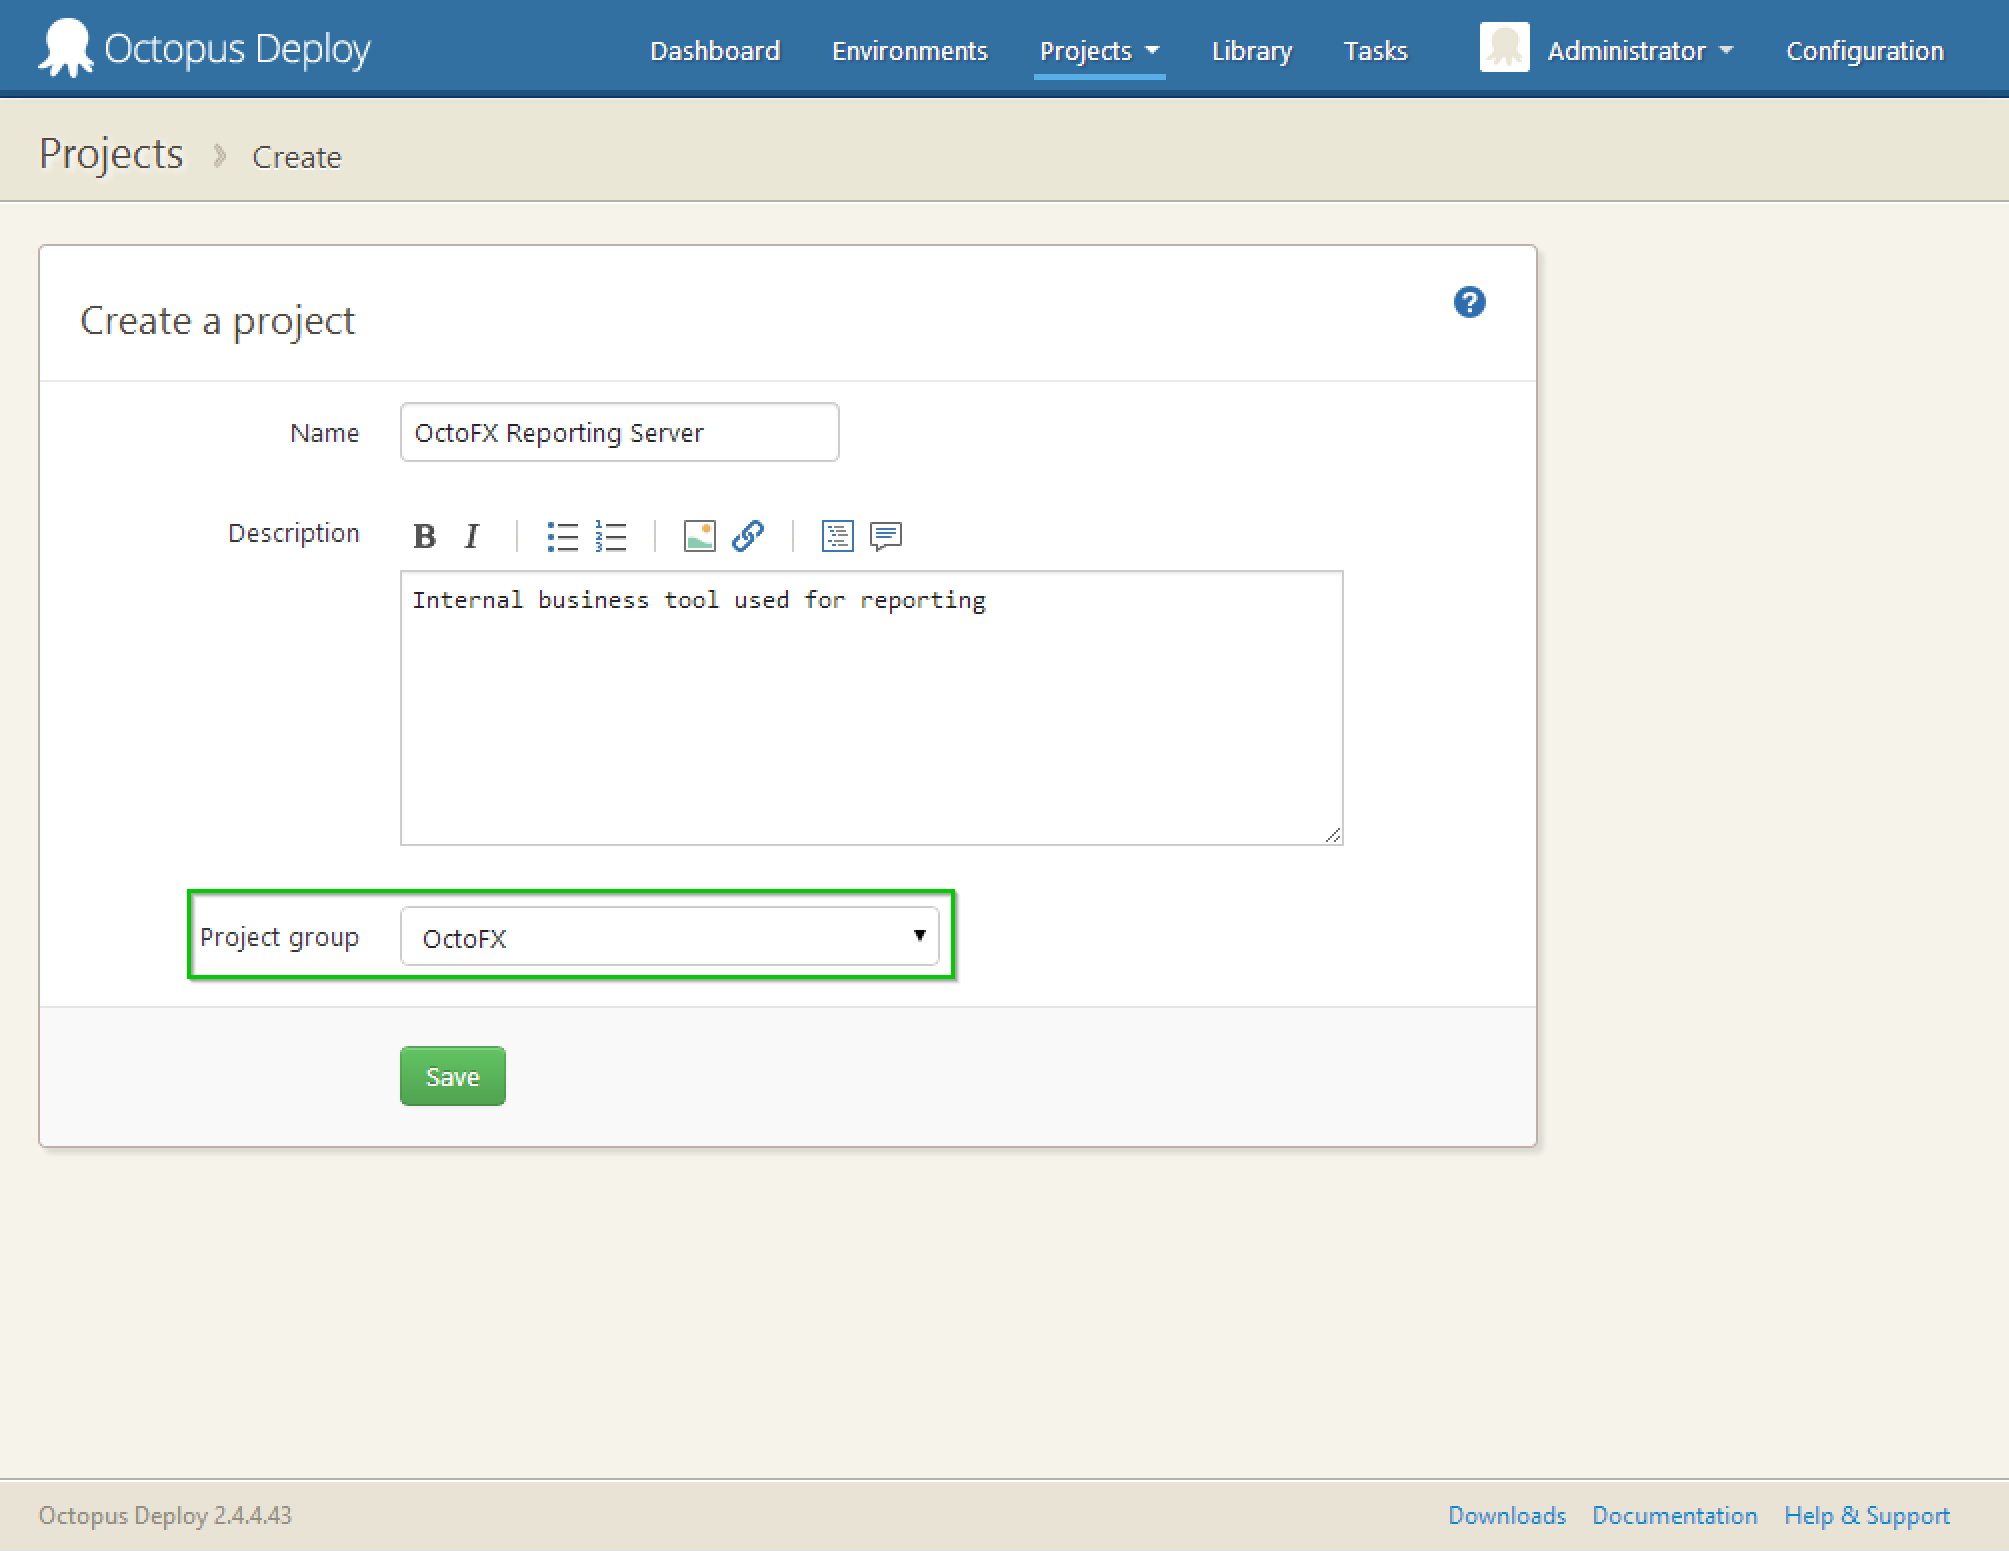 Octopus Deploy
Dashboard Environments Projects Library Tasks Administrator Configuration
Projects Create
Create a project
?
Name OctoFX Reporting Server
Description B I
Internal business tool used for reporting
Project group OctoFX
Save
Octopus Deploy 2.4.4.43 Downloads Documentation Help & Support